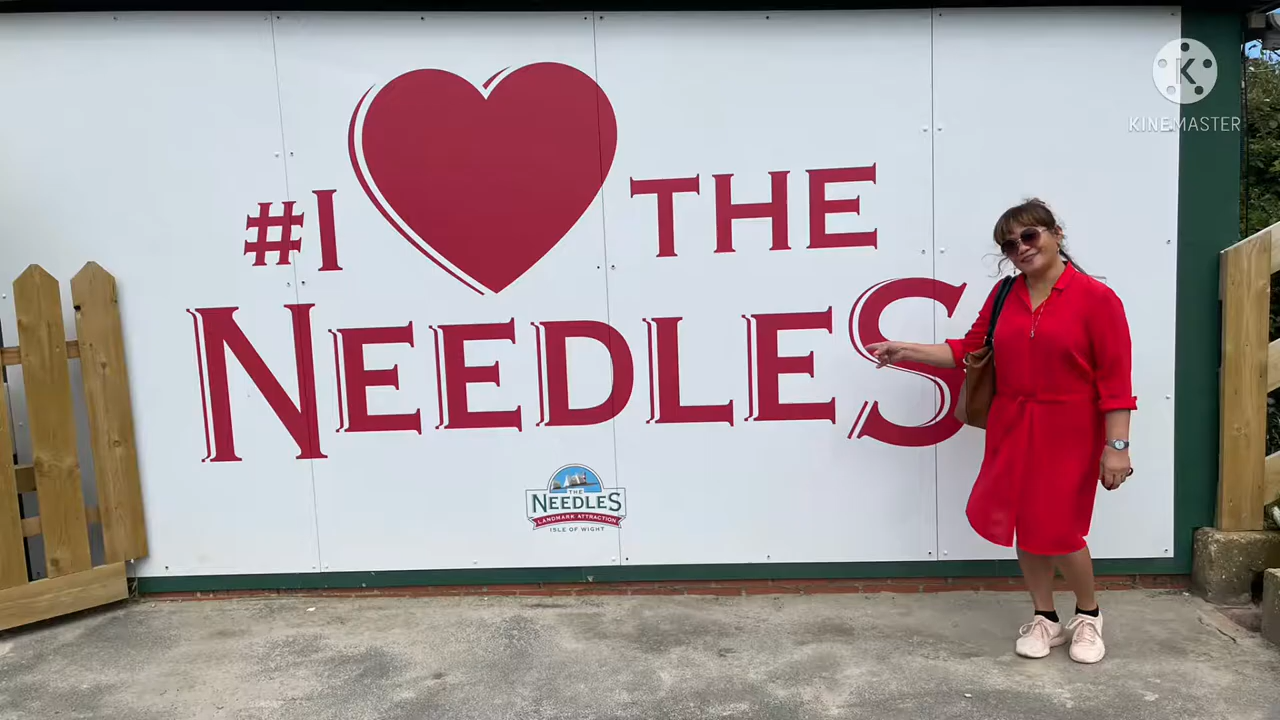 #I THE
NEEDLES
THE
NEEDLES
LANDMARK ATTRACTION
ISLE OF WIGHT
K
KINEMASTER